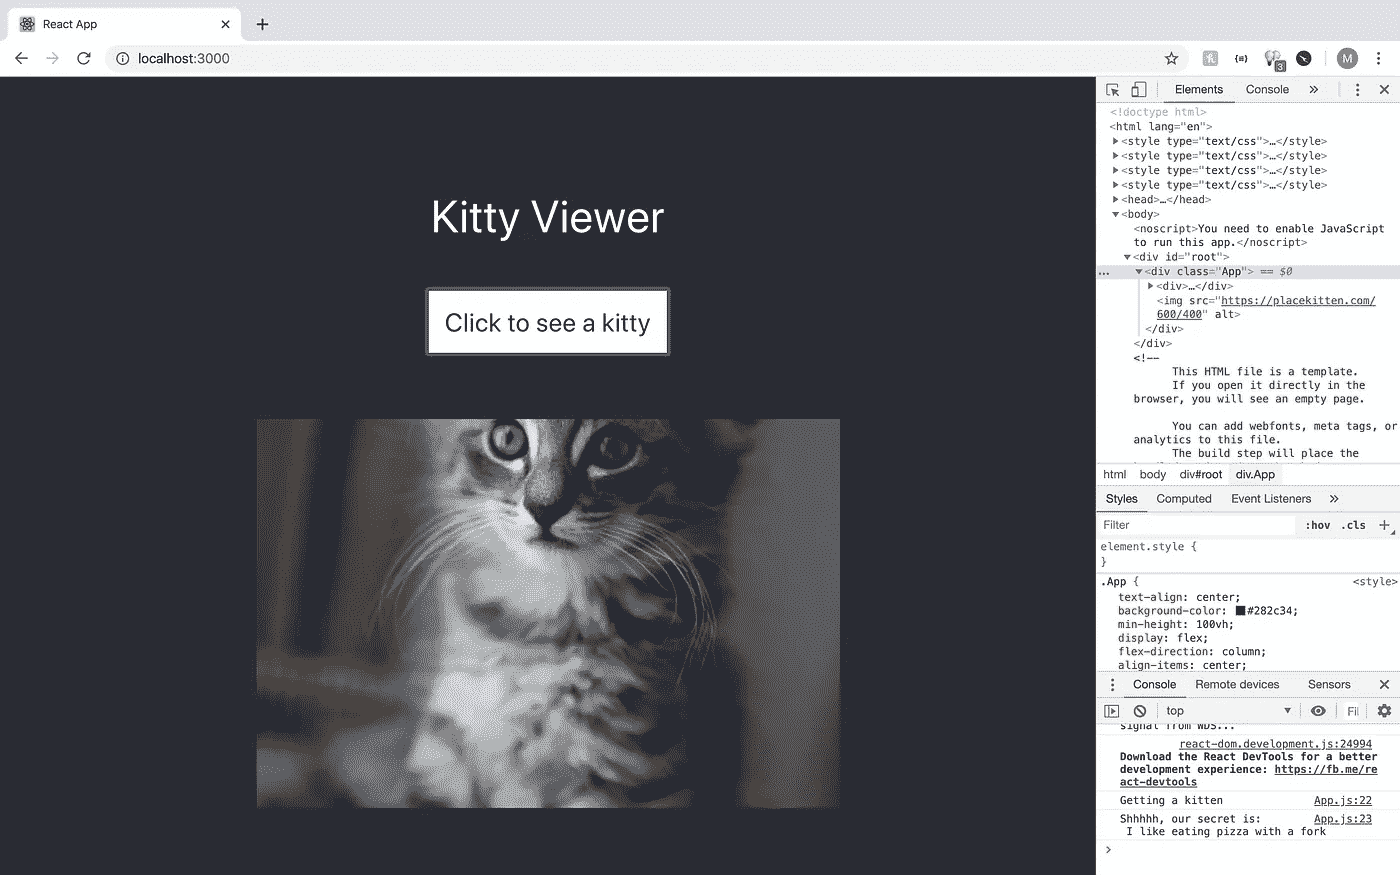 React App
localhost:3000
3
M
Kitty Viewer
Click to see a kitty
Elements
Console
<!doctype html>
<html lang="en">
<style type="text/css">…</style>
<style type="text/css">…</style>
<style type="text/css">…</style>
<style type="text/css">…</style>
<head>…</head>
<body>
<noscript>You need to enable JavaScript
to run this app.</noscript>
<div id="root">
… <div class="App"> == $0
<div>…</div>
<img src="https://placekitten.com/
600/400" alt>
</div>
</div>
<!--
This HTML file is a template.
If you open it directly in the
browser, you will see an empty page.
You can add webfonts, meta tags, or
analytics to this file.
The build step will place the
html body div#root div.App
Styles Computed Event Listeners »
Filter :hov .cls +
element.style {
}
.App { <style>
text-align: center;
background-color: #282c34;
min-height: 100vh;
display: flex;
flex-direction: column;
align-items: center;
Console Remote devices Sensors
top Fil
signal from WDS...
react-dom.development.js:24994
Download the React DevTools for a better
development experience: https://fb.me/re
act-devtools
Getting a kitten App.js:22
Shhhhh, our secret is: App.js:23
I like eating pizza with a fork
>